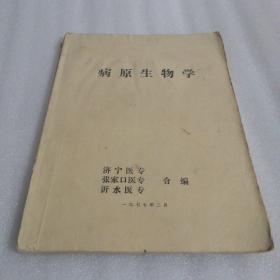 病原生物学
济宁医专
张家口医专 合编
沂水医专
一九七七年二月